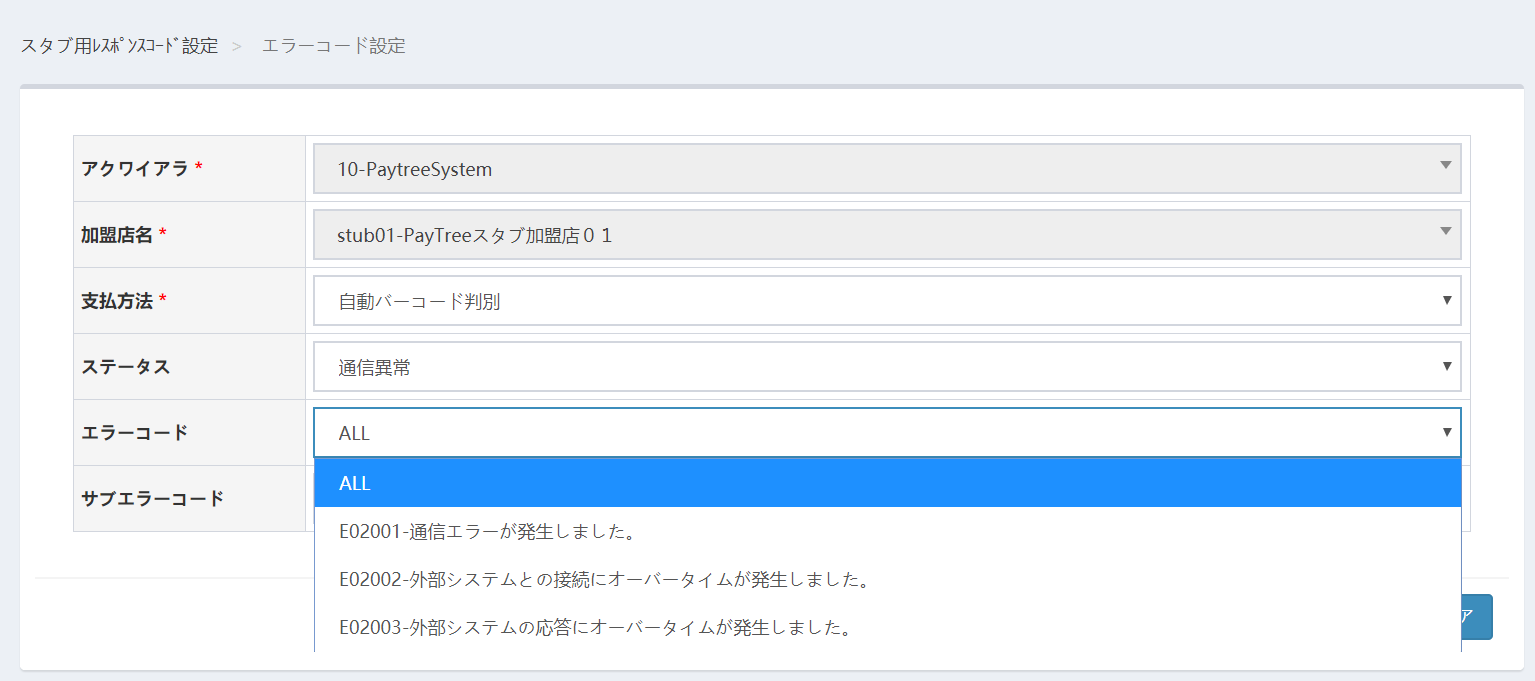 スタブ用ﾚｽﾎﾟﾝｽｺｰﾄﾞ設定 > エラーコード設定
アクワイアラ * 10-PaytreeSystem
加盟店名 * stub01-PayTreeスタブ加盟店０１
支払方法 * 自動バーコード判別
ステータス 通信異常
エラーコード ALL
サブエラーコード
ALL
E02001-通信エラーが発生しました。
E02002-外部システムとの接続にオーバータイムが発生しました。
E02003-外部システムの応答にオーバータイムが発生しました。
ア